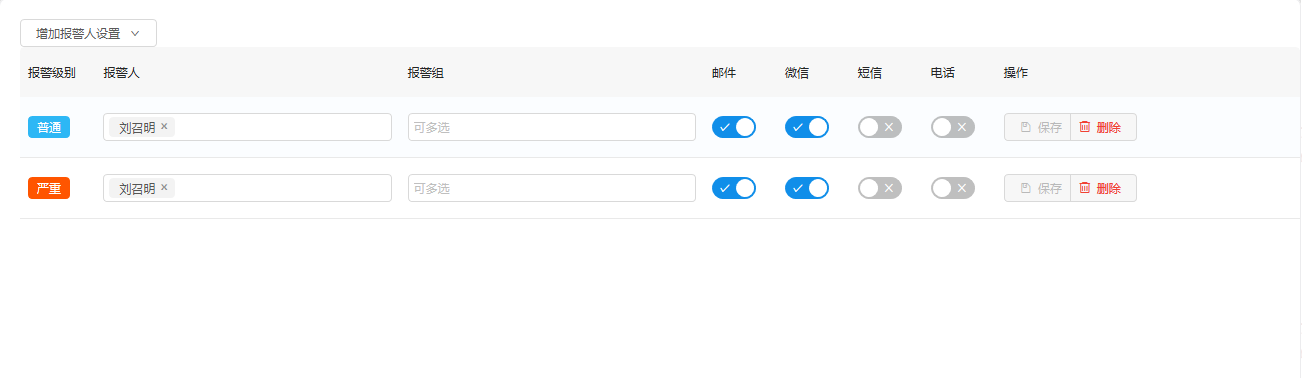 增加报警人设置
报警级别 报警人 报警组 邮件 微信 短信 电话 操作
普通 刘召明 × 可多选 保存 删除
严重 刘召明 × 可多选 保存 删除